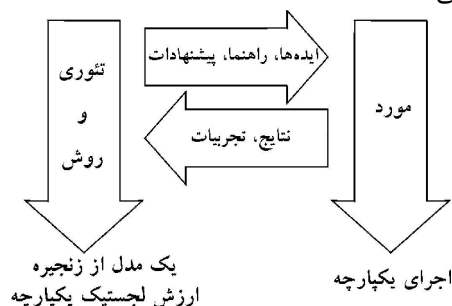 ایده‌ها، راهنما، پیشنهادات
تئوری
و
روش
مورد
نتایج، تجربیات
یک مدل از زنجیره
ارزش لجستیک یکپارچه
اجرای یکپارچه